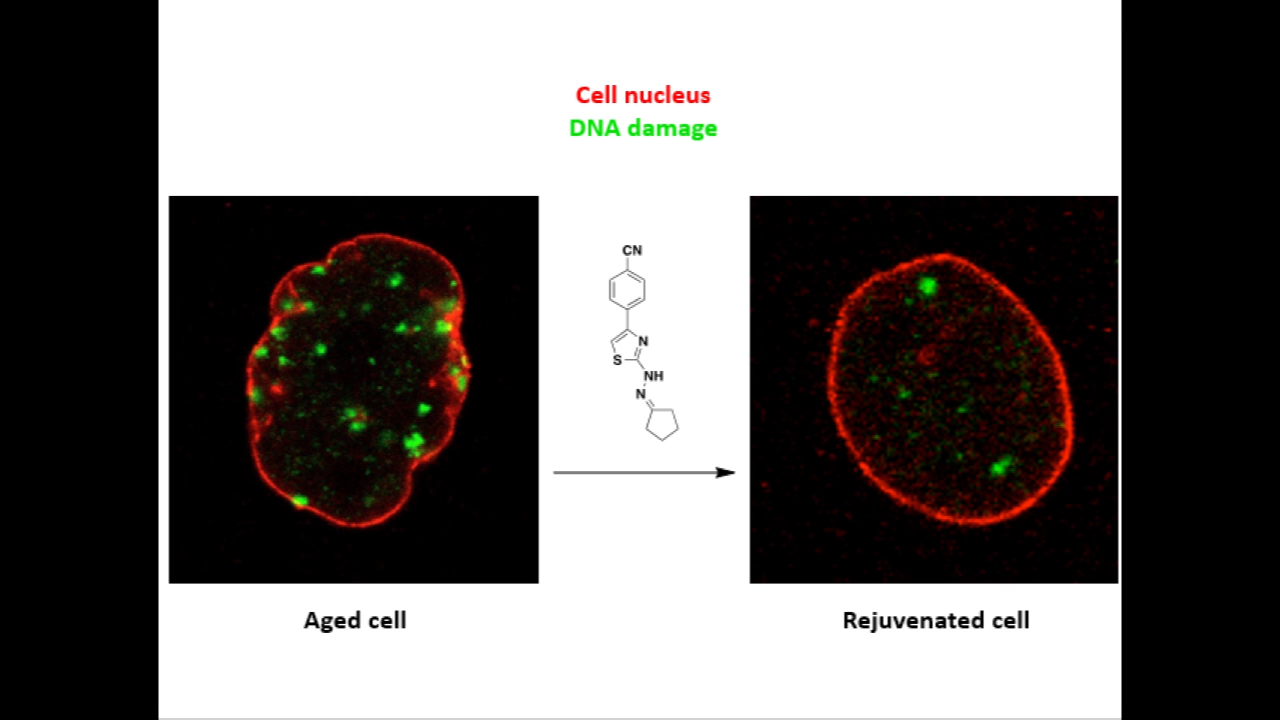 Cell nucleus
DNA damage
CN
N
S
NH
N
Aged cell
Rejuvenated cell